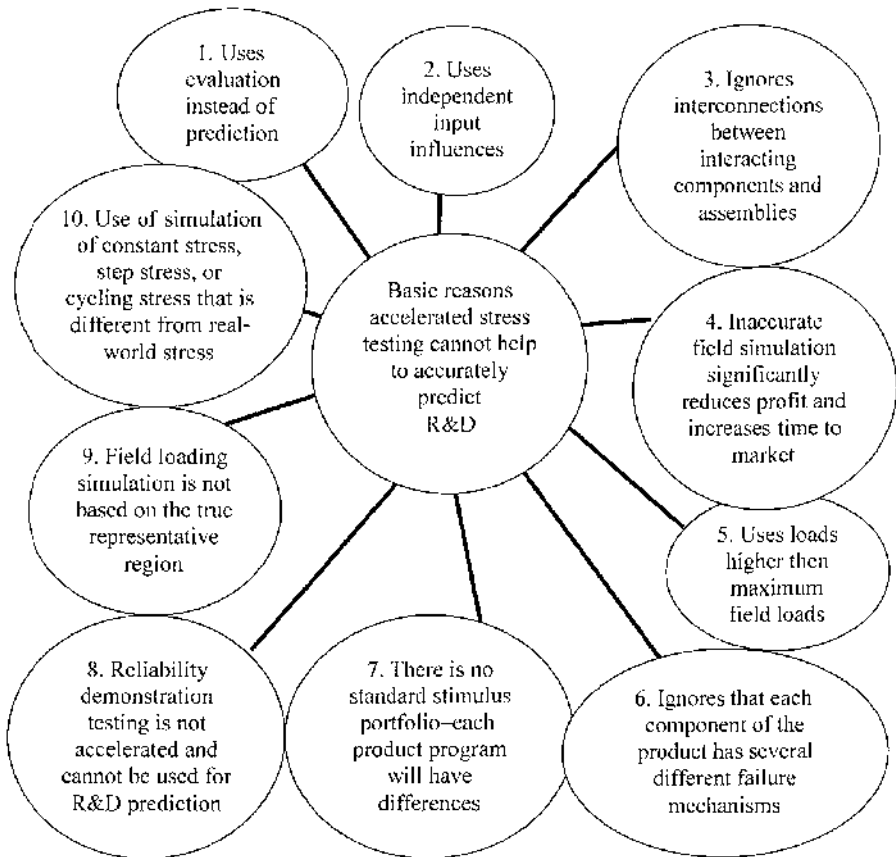 1. Uses
evaluation
instead of
prediction
2. Uses
independent
input
influences
3. Ignores
interconnections
between
interacting
components and
assemblies
10. Use of simulation
of constant stress,
step stress, or
cycling stress that is
different from real-
world stress
Basic reasons
accelerated stress
testing cannot help
to accurately
predict
R&D
4. Inaccurate
field simulation
significantly
reduces profit and
increases time to
market
9. Field loading
simulation is not
based on the true
representative
region
5. Uses loads
higher then
maximum
field loads
8. Reliability
demonstration
testing is not
accelerated and
cannot be used for
R&D prediction
7. There is no
standard stimulus
portfolio–each
product program
will have
differences
6. Ignores that each
component of the
product has several
different failure
mechanisms